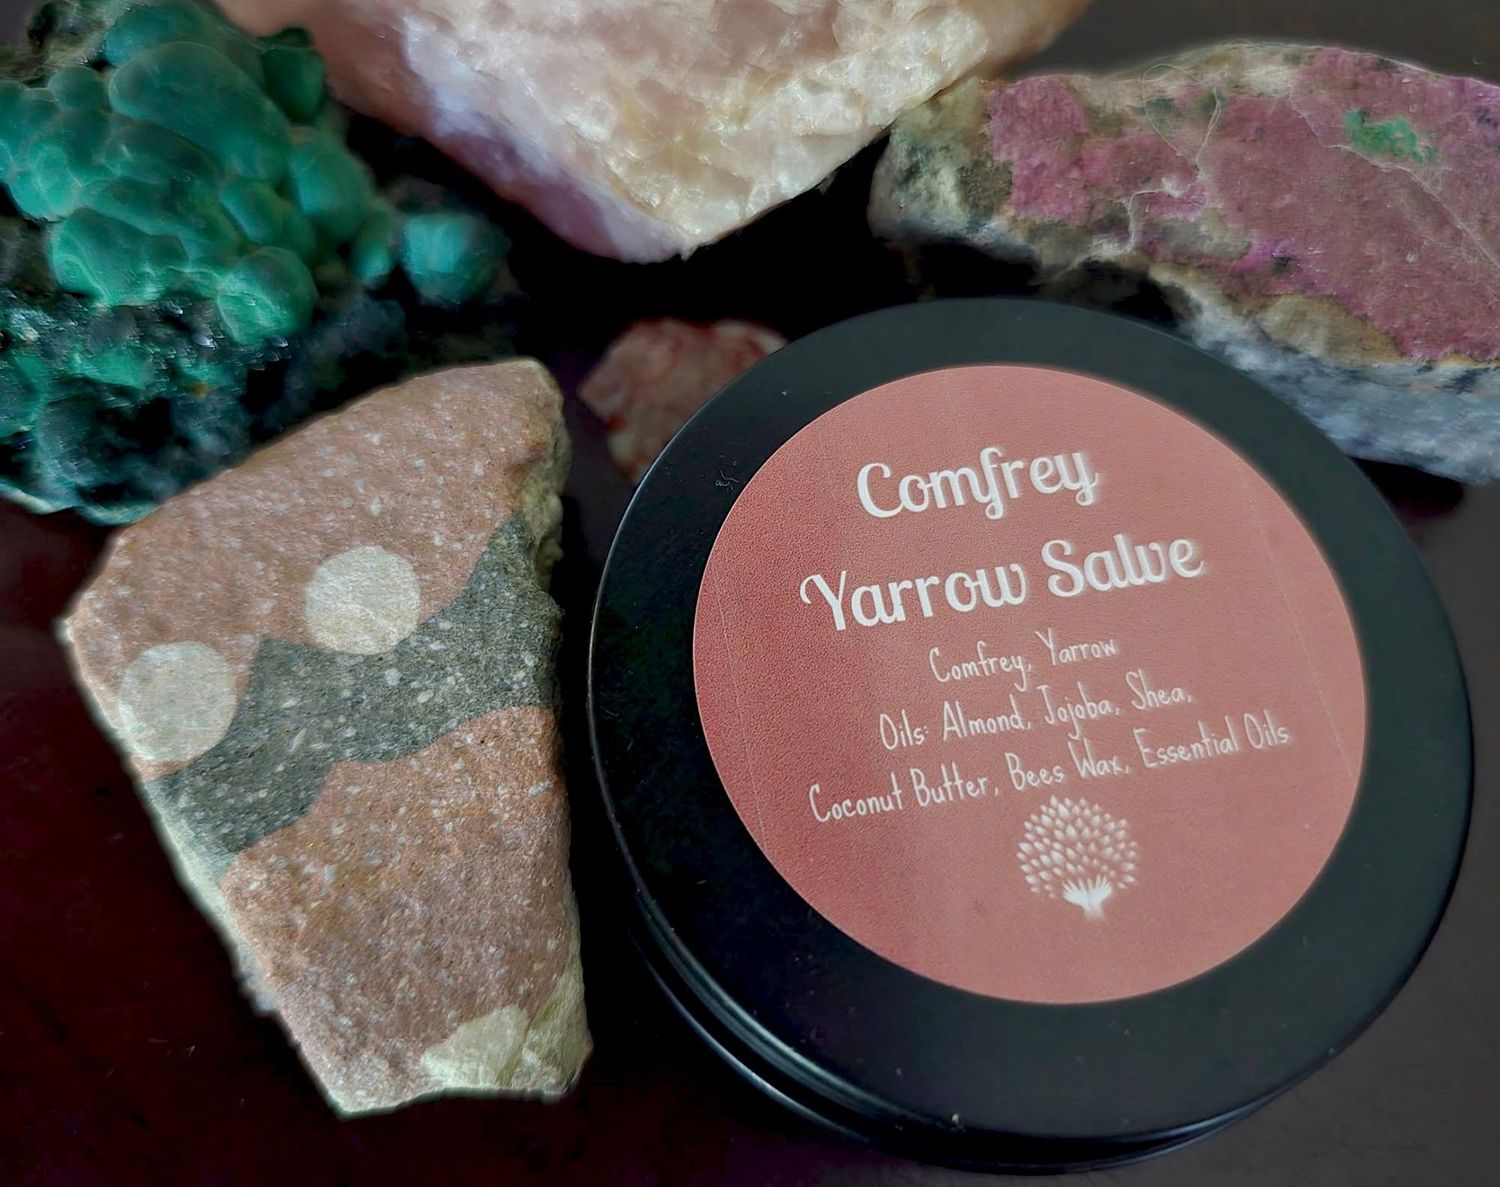 Comfrey
Yarrow Salve
Comfrey, Yarrow
Oils: Almond, Jojoba, Shea,
Coconut Butter, Bees Wax, Essential Oils